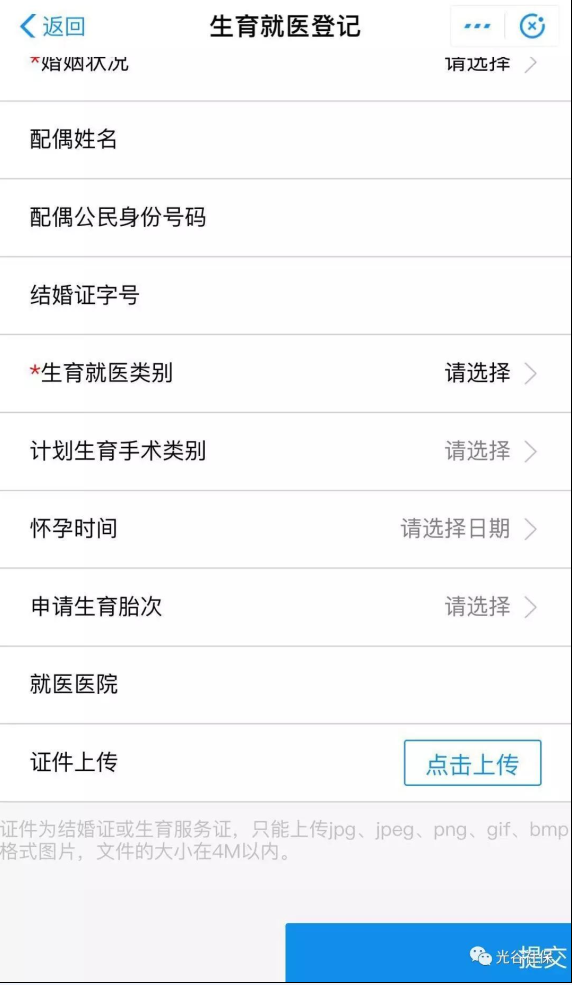 返回
生育就医登记
*婚姻状况 请选择
配偶姓名
配偶公民身份号码
结婚证字号
*生育就医类别 请选择
计划生育手术类别 请选择
怀孕时间 请选择日期
申请生育胎次 请选择
就医医院
证件上传 点击上传
证件为结婚证或生育服务证，只能上传jpg、jpeg、png、gif、bmp
格式图片，文件的大小在4M以内。
提交
光谷社保